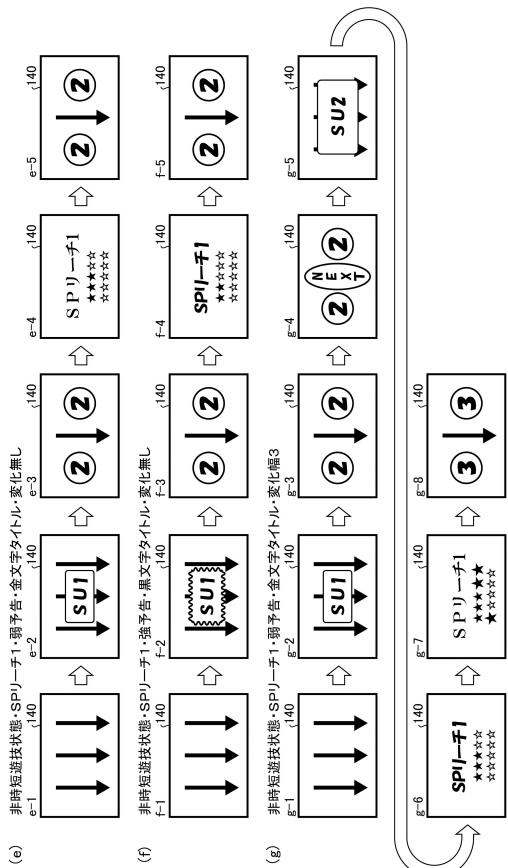 (e)
非時短遊技状態・SPリーチ1・弱予告・金文字タイトル・変化無し
e-1
140
e-2
140
SU1
e-3
140
2 2
e-4
140
SPリーチ1
★★★☆☆
☆☆☆☆☆
e-5
140
2 2
(f)
非時短遊技状態・SPリーチ1・強予告・黒文字タイトル・変化無し
f-1
140
f-2
140
SU1
f-3
140
2 2
f-4
140
SPリーチ1
★★★☆☆
☆☆☆☆☆
f-5
140
2 2
(g)
非時短遊技状態・SPリーチ1・弱予告・金文字タイトル・変化幅3
g-1
140
g-2
140
SU1
g-3
140
2 2
g-4
140
2 NEXT 2
g-5
140
SU2
g-6
140
SPリーチ1
★★★☆☆
☆☆☆☆☆
g-7
140
SPリーチ1
★★★★★
★☆☆☆☆
g-8
140
3 3